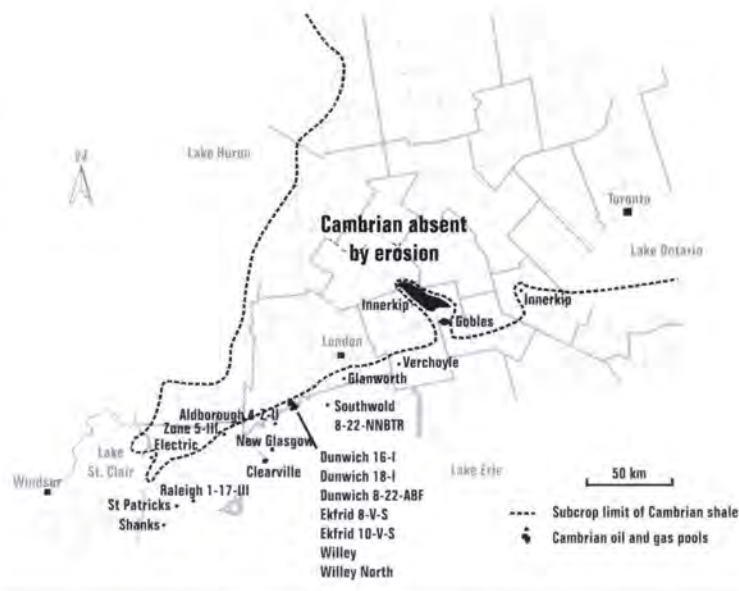 N
Lake Huron
Toronto
Cambrian absent
by erosion
Lake Ontario
Innerkip
Innerkip
Gobles
London
Verchoyle
Glanworth
Aldborough 4-Z-II
Southwold
8-22-NNBTR
Zone 5-III
Electric
New Glasgow
Lake
St. Clair
Clearville
Dunwich 16-I
Dunwich 18-I
Dunwich 8-22-ABF
Ekfrid 8-V-S
Ekfrid 10-V-S
Willey
Willey North
Lake Erie
50 km
Windsor
Raleigh 1-17-III
St Patricks
Shanks
Subcrop limit of Cambrian shale
Cambrian oil and gas pools